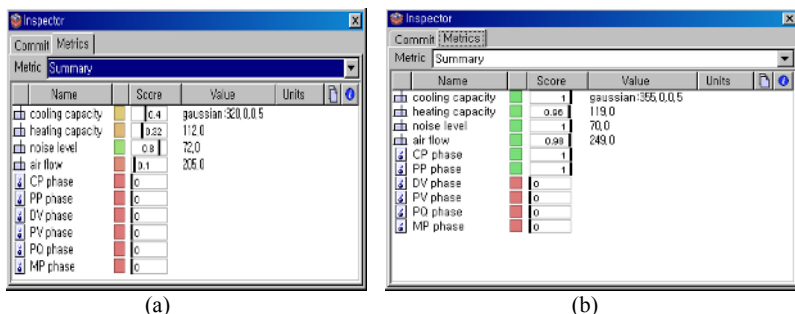 Inspector
Commit Metrics
Metric Summary
Name Score Value Units
cooling capacity 0.4 gaussian:320,0,0,5
heating capacity 0.32 112,0
noise level 0.8 72,0
air flow 0.1 205,0
CP phase 0
PP phase 0
DV phase 0
PV phase 0
PQ phase 0
MP phase 0
(a)
Inspector
Commit Metrics
Metric Summary
Name Score Value Units
cooling capacity 1 gaussian:355,0,0,5
heating capacity 0.96 119,0
noise level 1 70,0
air flow 0.98 249,0
CP phase 1
PP phase 1
DV phase 0
PV phase 0
PQ phase 0
MP phase 0
(b)